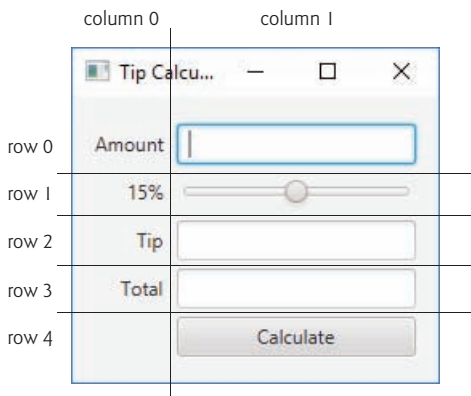 column 0 column 1
Tip Calcu...
row 0 Amount
row 1 15%
row 2 Tip
row 3 Total
row 4 Calculate